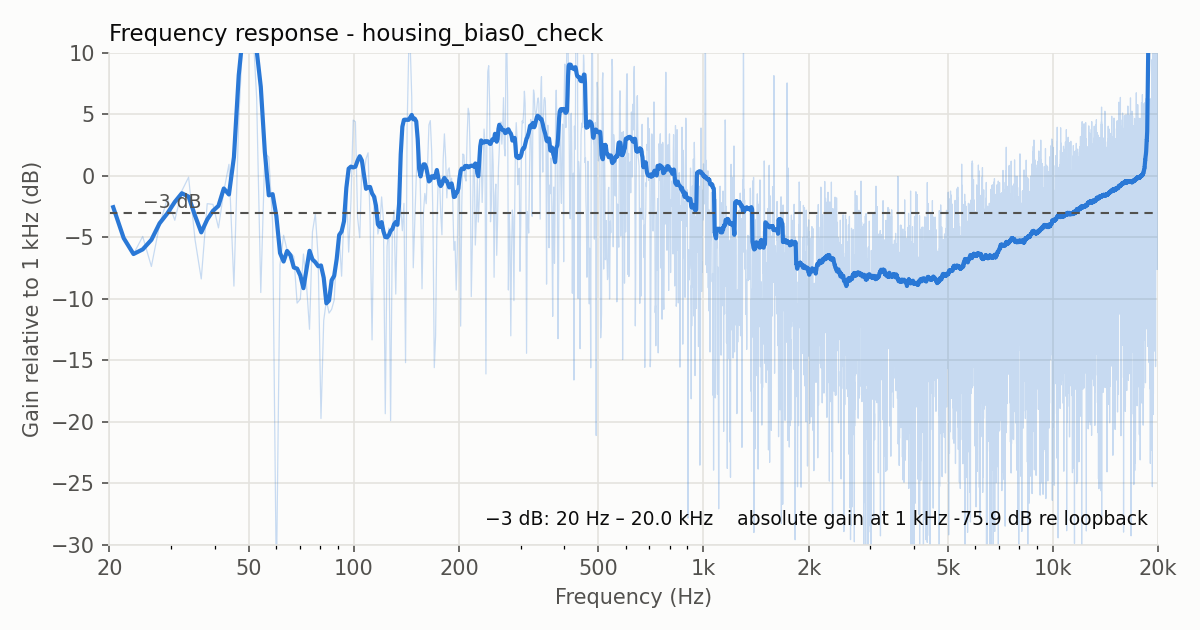 Frequency response - housing_bias0_check
Gain relative to 1 kHz (dB)
10
5
0
−5
−10
−15
−20
−25
−30
−3 dB
−3 dB: 20 Hz – 20.0 kHz    absolute gain at 1 kHz -75.9 dB re loopback
20 50 100 200 500 1k 2k 5k 10k 20k
Frequency (Hz)